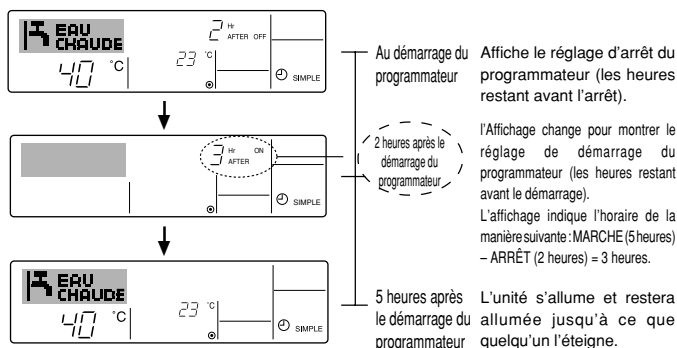 EAU
CHAUDE
40 °C
2 Hr
AFTER OFF
23 °C
SIMPLE
Au démarrage du
programmateur
Affiche le réglage d'arrêt du
programmateur (les heures
restant avant l'arrêt).
3 Hr ON
AFTER
SIMPLE
2 heures après le
démarrage du
programmateur
l'Affichage change pour montrer le
réglage de démarrage du
programmateur (les heures restant
avant le démarrage).
L'affichage indique l'horaire de la
manière suivante : MARCHE (5 heures)
– ARRÊT (2 heures) = 3 heures.
EAU
CHAUDE
40 °C
23 °C
SIMPLE
5 heures après
le démarrage du
programmateur
L'unité s'allume et restera
allumée jusqu'à ce que
quelqu'un l'éteigne.